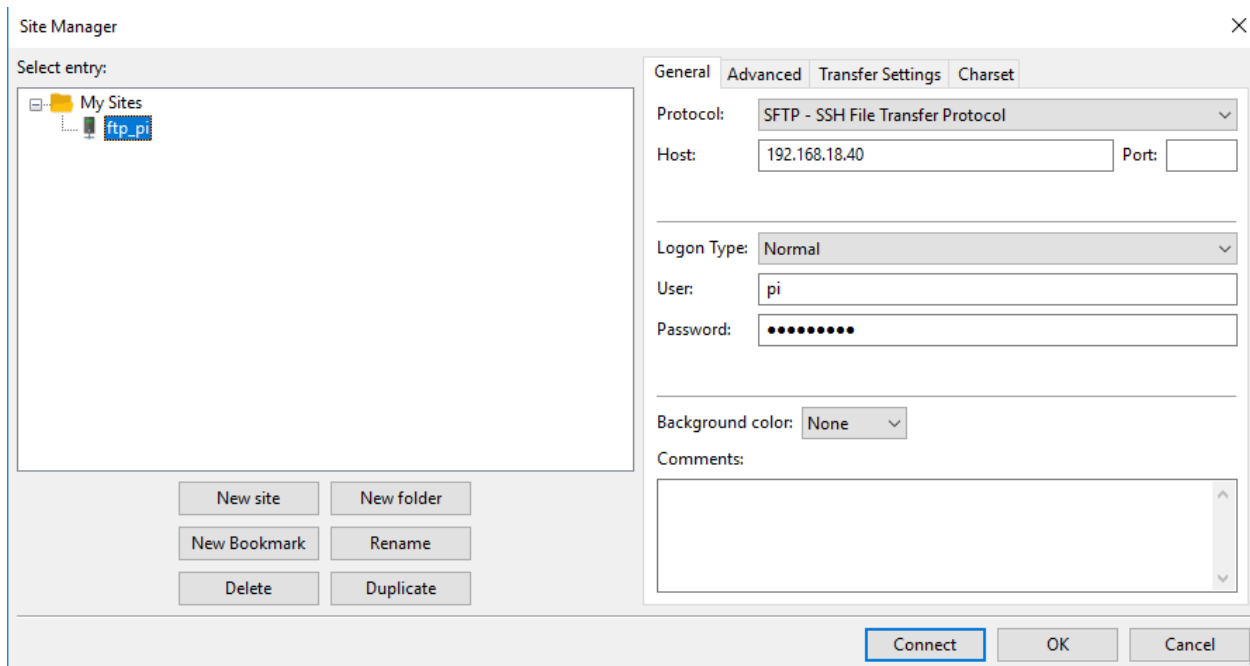 Site Manager
Select entry:
My Sites
ftp_pi
New site
New folder
New Bookmark
Rename
Delete
Duplicate
General Advanced Transfer Settings Charset
Protocol: SFTP - SSH File Transfer Protocol
Host: 192.168.18.40 Port:
Logon Type: Normal
User: pi
Password: •••••••••
Background color: None
Comments:
Connect OK Cancel